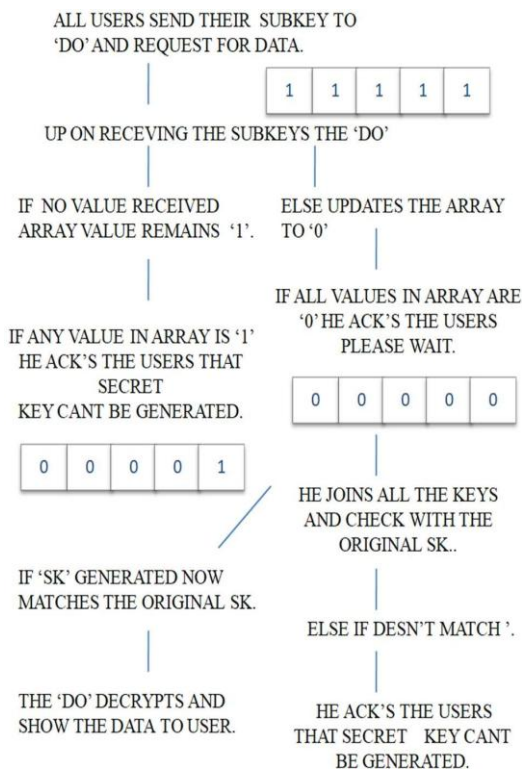 ALL USERS SEND THEIR SUBKEY TO
‘DO’ AND REQUEST FOR DATA.
1 1 1 1 1
UP ON RECEVING THE SUBKEYS THE ‘DO’
IF NO VALUE RECEIVED
ARRAY VALUE REMAINS ‘1’.
ELSE UPDATES THE ARRAY
TO ‘0’
IF ANY VALUE IN ARRAY IS ‘1’
HE ACK’S THE USERS THAT
SECRET
KEY CANT BE GENERATED.
0 0 0 0 1
IF ALL VALUES IN ARRAY ARE
‘0’ HE ACK’S THE USERS
PLEASE WAIT.
0 0 0 0 0
HE JOINS ALL THE KEYS
AND CHECK WITH THE
ORIGINAL SK..
IF ‘SK’ GENERATED NOW
MATCHES THE ORIGINAL SK.
THE ‘DO’ DECRYPTS AND
SHOW THE DATA TO USER.
ELSE IF DESN’T MATCH ’.
HE ACK’S THE USERS
THAT SECRET KEY CANT
BE GENERATED.